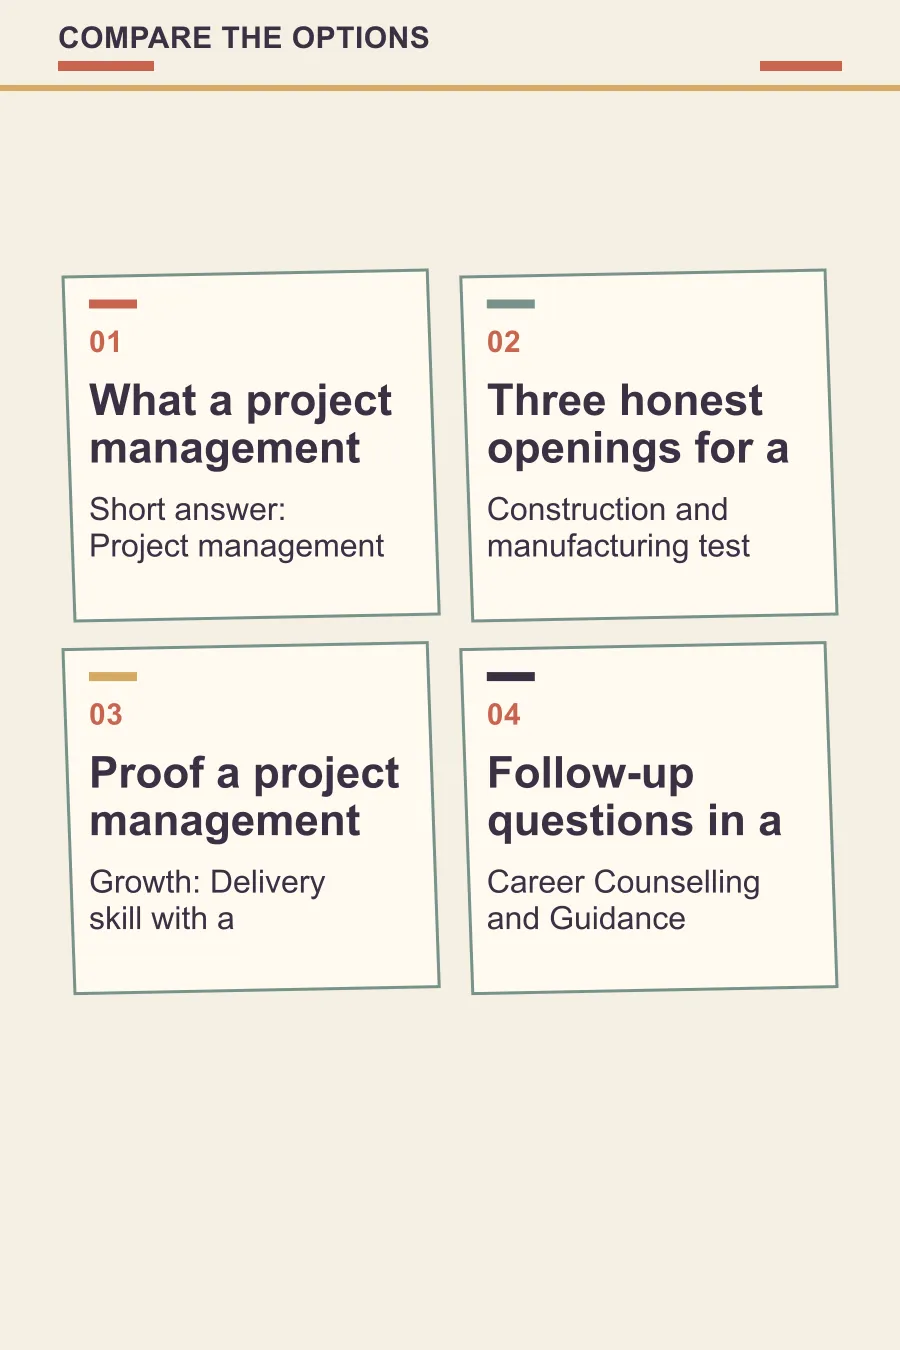 COMPARE THE OPTIONS
01
What a project
management
Short answer:
Project management
02
Three honest
openings for a
Construction and
manufacturing test
03
Proof a project
management
Growth: Delivery
skill with a
04
Follow-up
questions in a
Career Counselling
and Guidance